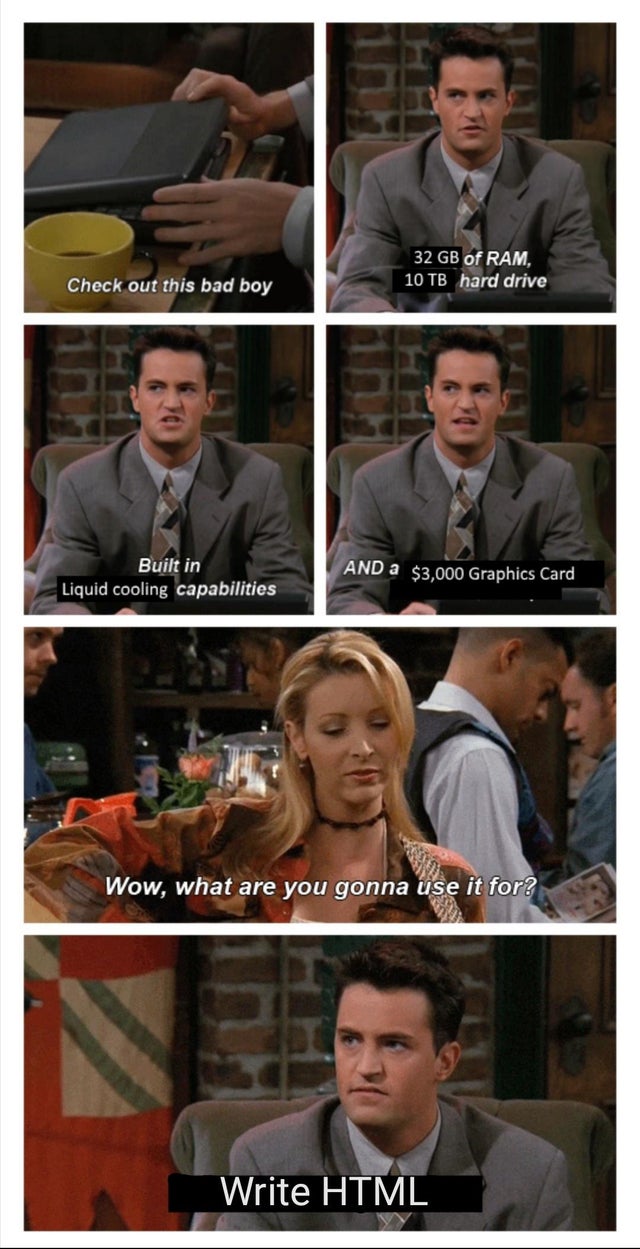 Check out this bad boy
32 GB of RAM,
10 TB hard drive
Built in
Liquid cooling capabilities
AND a $3,000 Graphics Card
Wow, what are you gonna use it for?
Write HTML